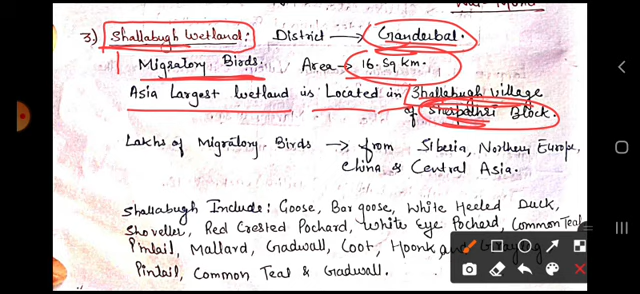 3) Shallabugh Wetland: District → Ganderbal.
Migratory Birds. Area → 16.Sq km.
Asia Largest Wetland is Located in Shallabugh Village
of Sherpathri Block.
Lakhs of Migratory Birds → from Siberia, Northern Europe,
China & Central Asia.
Shallabugh Include: Goose, Bar goose, White Heeled Duck,
Shoveller, Red Crested Pochard, White Eye Pochard, Common Teal
Pintail, Mallard, Gadwall, Coot, Hoonk and
Pintail, Common Teal & Gadwall.